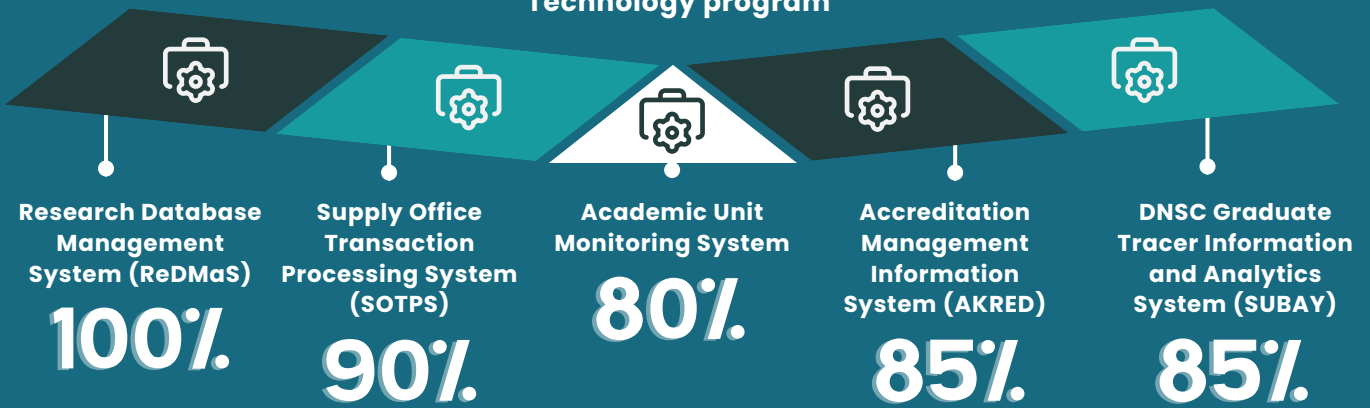 Technology program
Research Database
Management
System (ReDMaS)
100%
Supply Office
Transaction
Processing System
(SOTPS)
90%
Academic Unit
Monitoring System
80%
Accreditation
Management
Information
System (AKRED)
85%
DNSC Graduate
Tracer Information
and Analytics
System (SUBAY)
85%